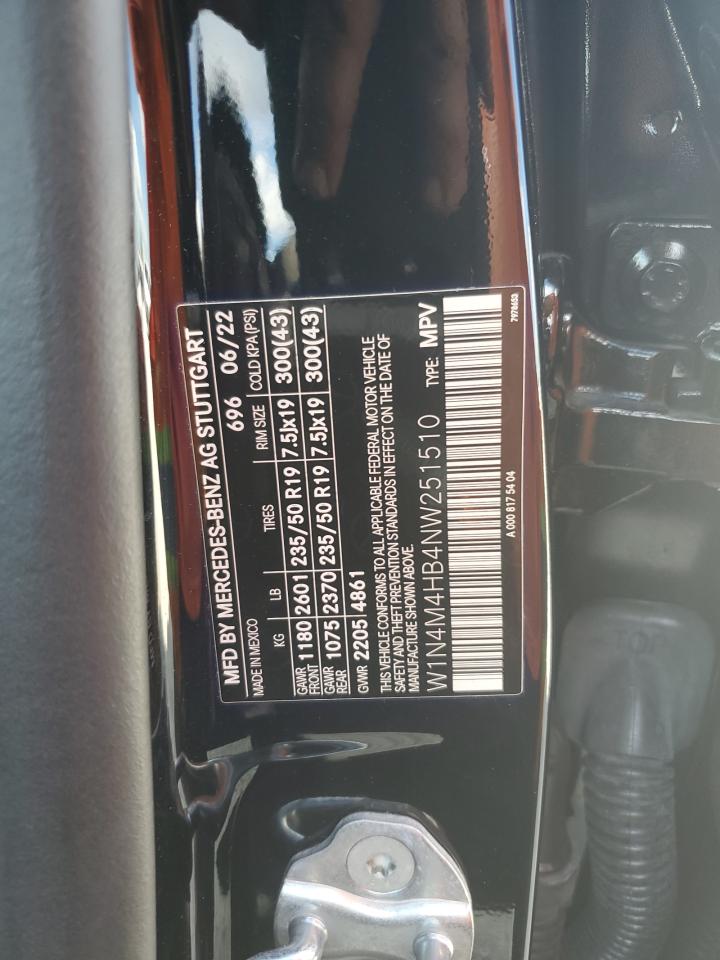 MFD BY MERCEDES-BENZ AG STUTTGART
696 06/22
MADE IN MEXICO
KG LB TIRES RIM SIZE COLD KPA(PSI)
GAWR FRONT 1180 2601 235/50 R19 7.5Jx19 300(43)
GAWR REAR 1075 2370 235/50 R19 7.5Jx19 300(43)
GVWR 2205 4861
THIS VEHICLE CONFORMS TO ALL APPLICABLE FEDERAL MOTOR VEHICLE
SAFETY AND THEFT PREVENTION STANDARDS IN EFFECT ON THE DATE OF
MANUFACTURE SHOWN ABOVE.
W1N4M4HB4NW251510 TYPE: MPV
A 000 817 54 04
7978653